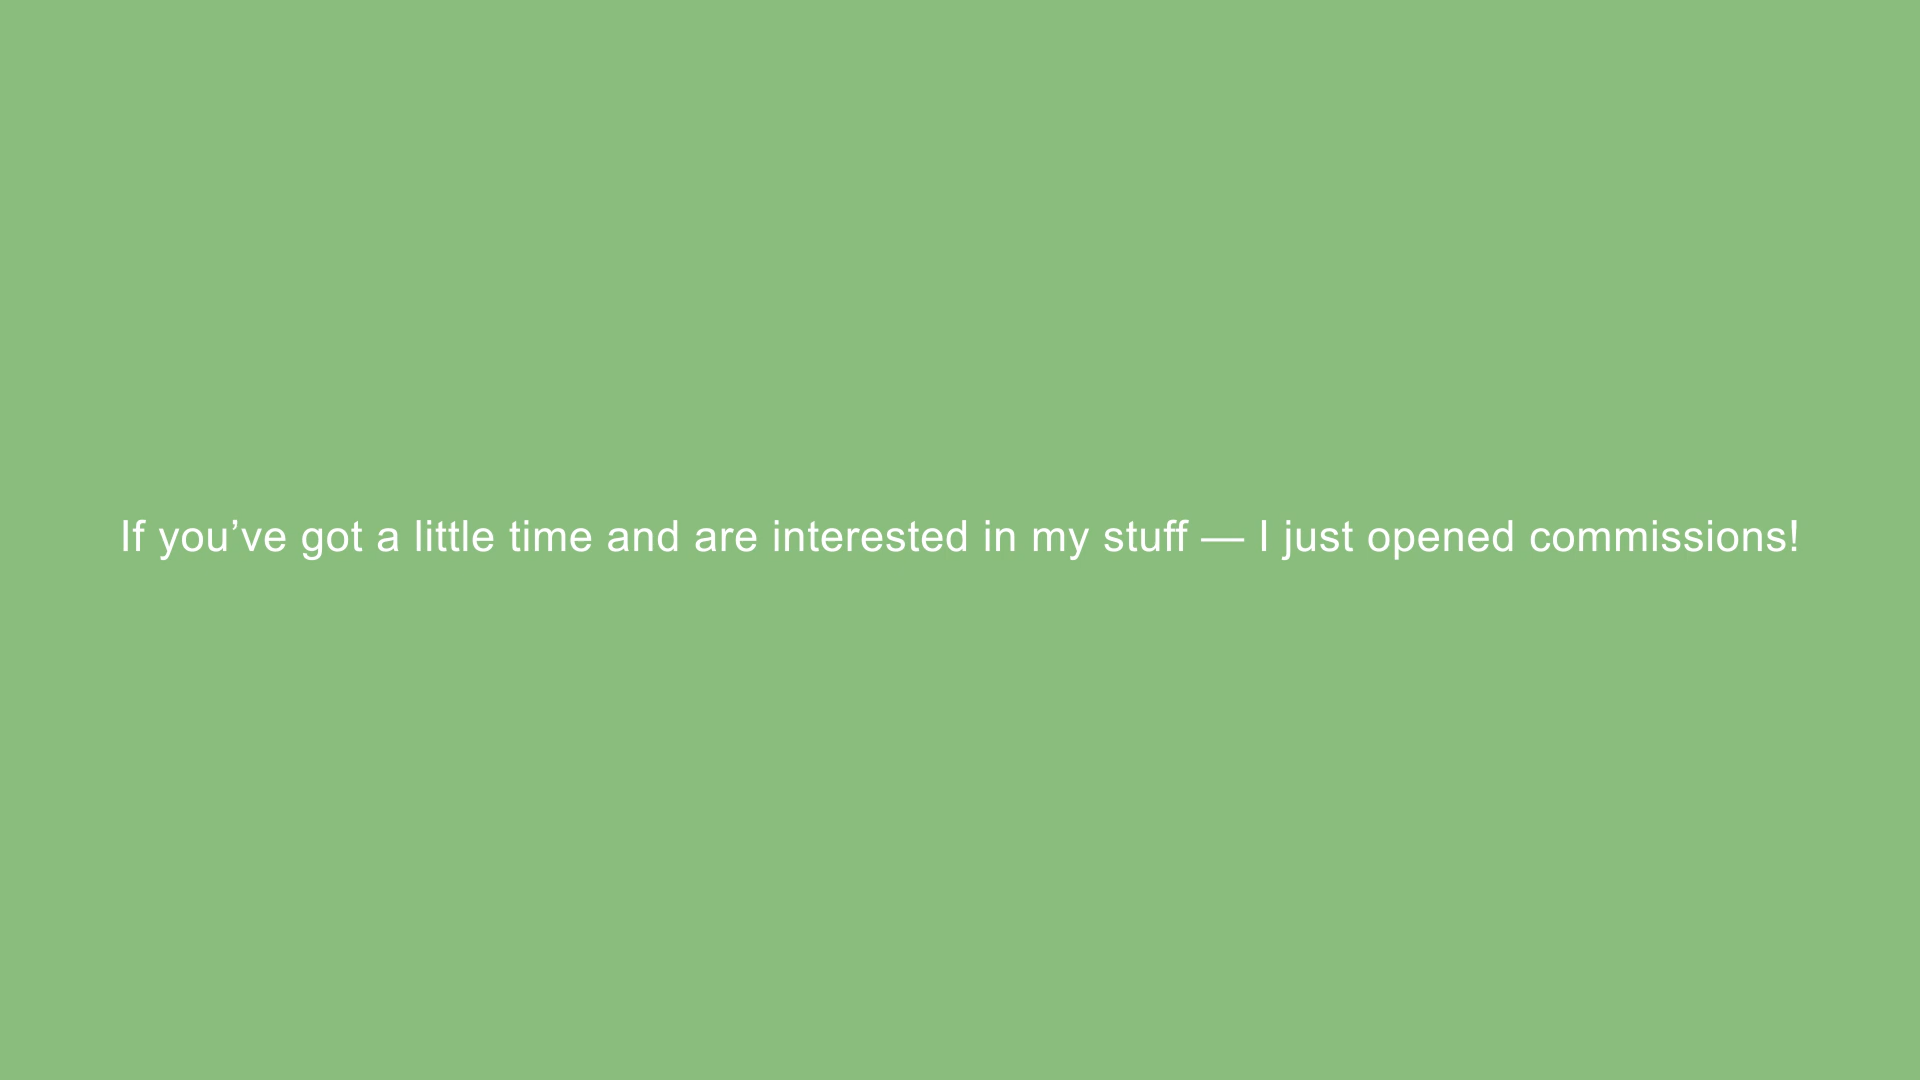 If you’ve got a little time and are interested in my stuff — I just opened commissions!